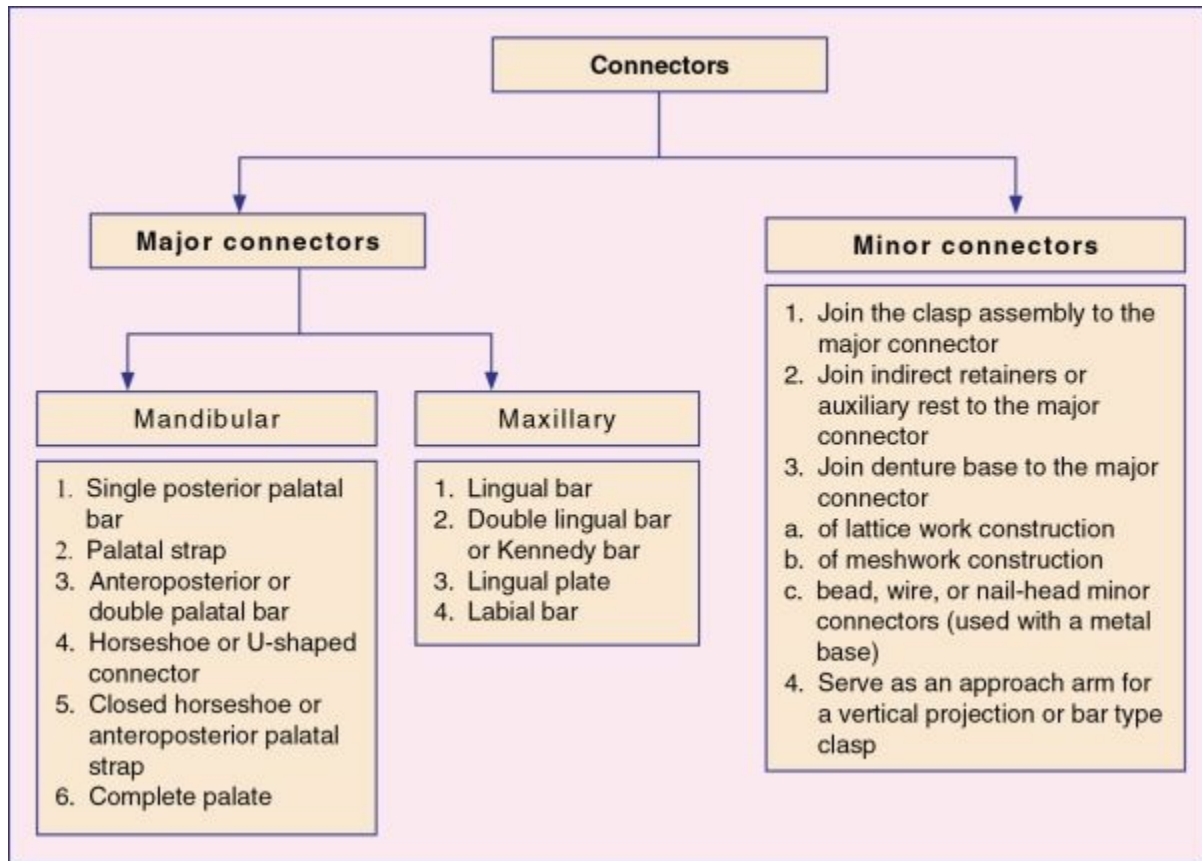 Connectors
Major connectors
Minor connectors
Mandibular
Maxillary
1. Single posterior palatal
bar
2. Palatal strap
3. Anteroposterior or
double palatal bar
4. Horseshoe or U-shaped
connector
5. Closed horseshoe or
anteroposterior palatal
strap
6. Complete palate
1. Lingual bar
2. Double lingual bar
or Kennedy bar
3. Lingual plate
4. Labial bar
1. Join the clasp assembly to the
major connector
2. Join indirect retainers or
auxiliary rest to the major
connector
3. Join denture base to the major
connector
a. of lattice work construction
b. of meshwork construction
c. bead, wire, or nail-head minor
connectors (used with a metal
base)
4. Serve as an approach arm for
a vertical projection or bar type
clasp